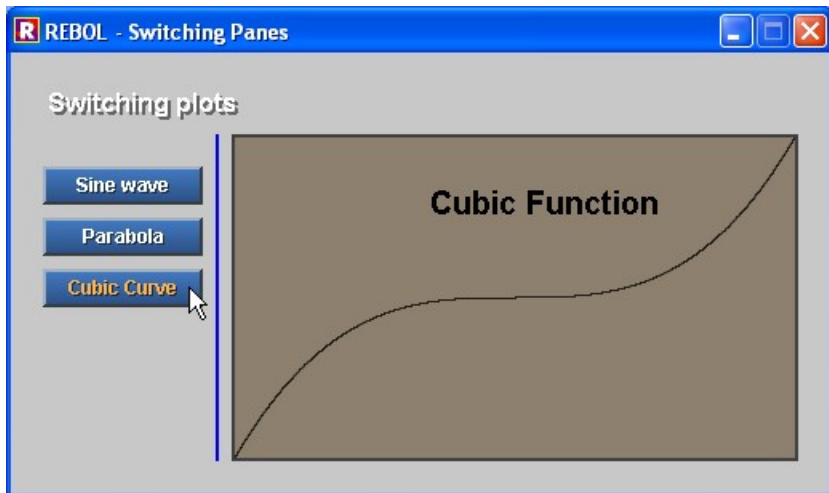 R REBOL - Switching Panes
Switching plots
Sine wave
Parabola
Cubic Curve
Cubic Function